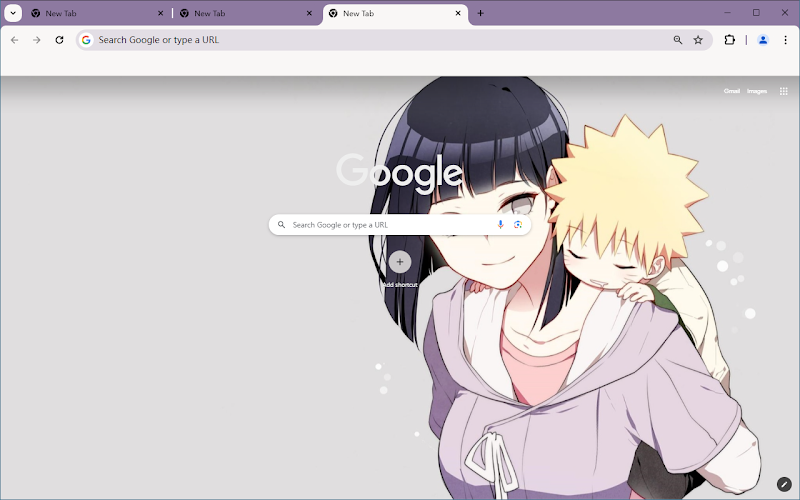 New Tab
New Tab
New Tab
Search Google or type a URL
Gmail Images
Google
Search Google or type a URL
Add shortcut